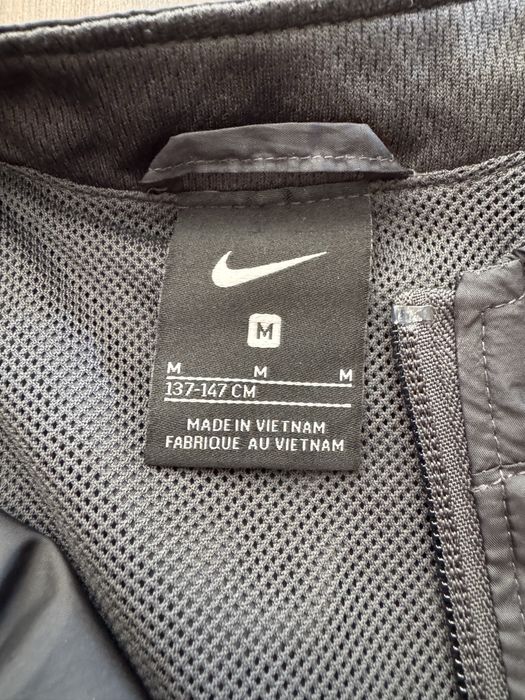 M
M M M
137-147 CM
MADE IN VIETNAM
FABRIQUE AU VIETNAM